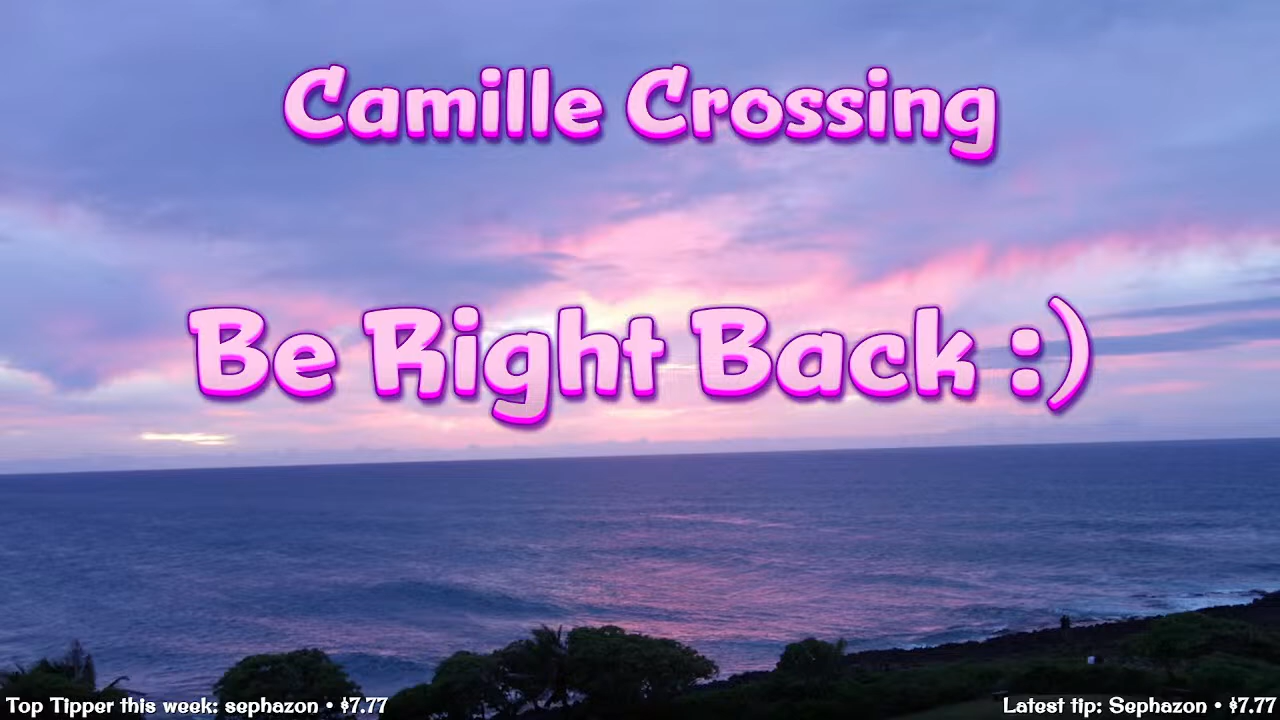 Camille Crossing
Be Right Back :)
Top Tipper this week: sephazon • $7.77
Latest tip: Sephazon • $7.77